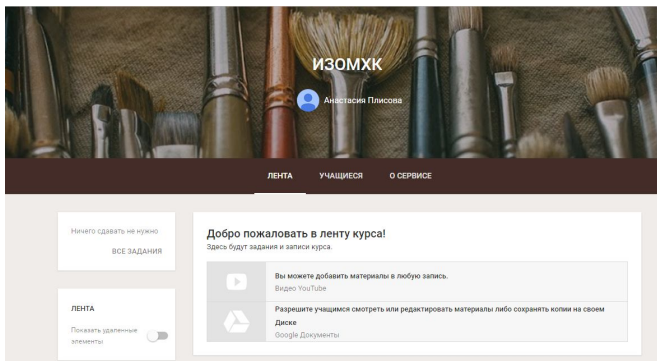 ИЗОМХК
Анастасия Плисова
ЛЕНТА УЧАЩИЕСЯ О СЕРВИСЕ
Ничего сдавать не нужно
ВСЕ ЗАДАНИЯ
ЛЕНТА
Показать удаленные
элементы
Добро пожаловать в ленту курса!
Здесь будут задания и записи курса.
Вы можете добавить материалы в любую запись.
Видео YouTube
Разрешите учащимся смотреть или редактировать материалы либо сохранять копии на своем
Диске
Google Документы